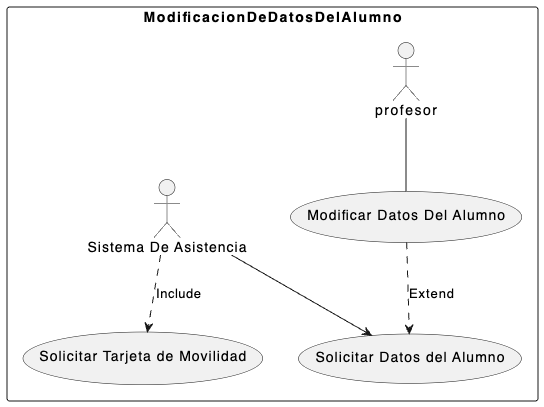 ModificacionDeDatosDelAlumno
profesor
Modificar Datos Del Alumno
Sistema De Asistencia
Include
Extend
Solicitar Tarjeta de Movilidad
Solicitar Datos del Alumno